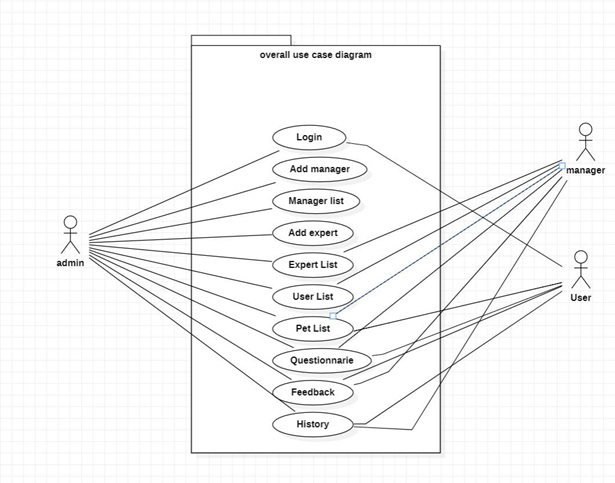 overall use case diagram
Login
Add manager
Manager list
Add expert
Expert List
User List
Pet List
Questionnarie
Feedback
History
admin
manager
User